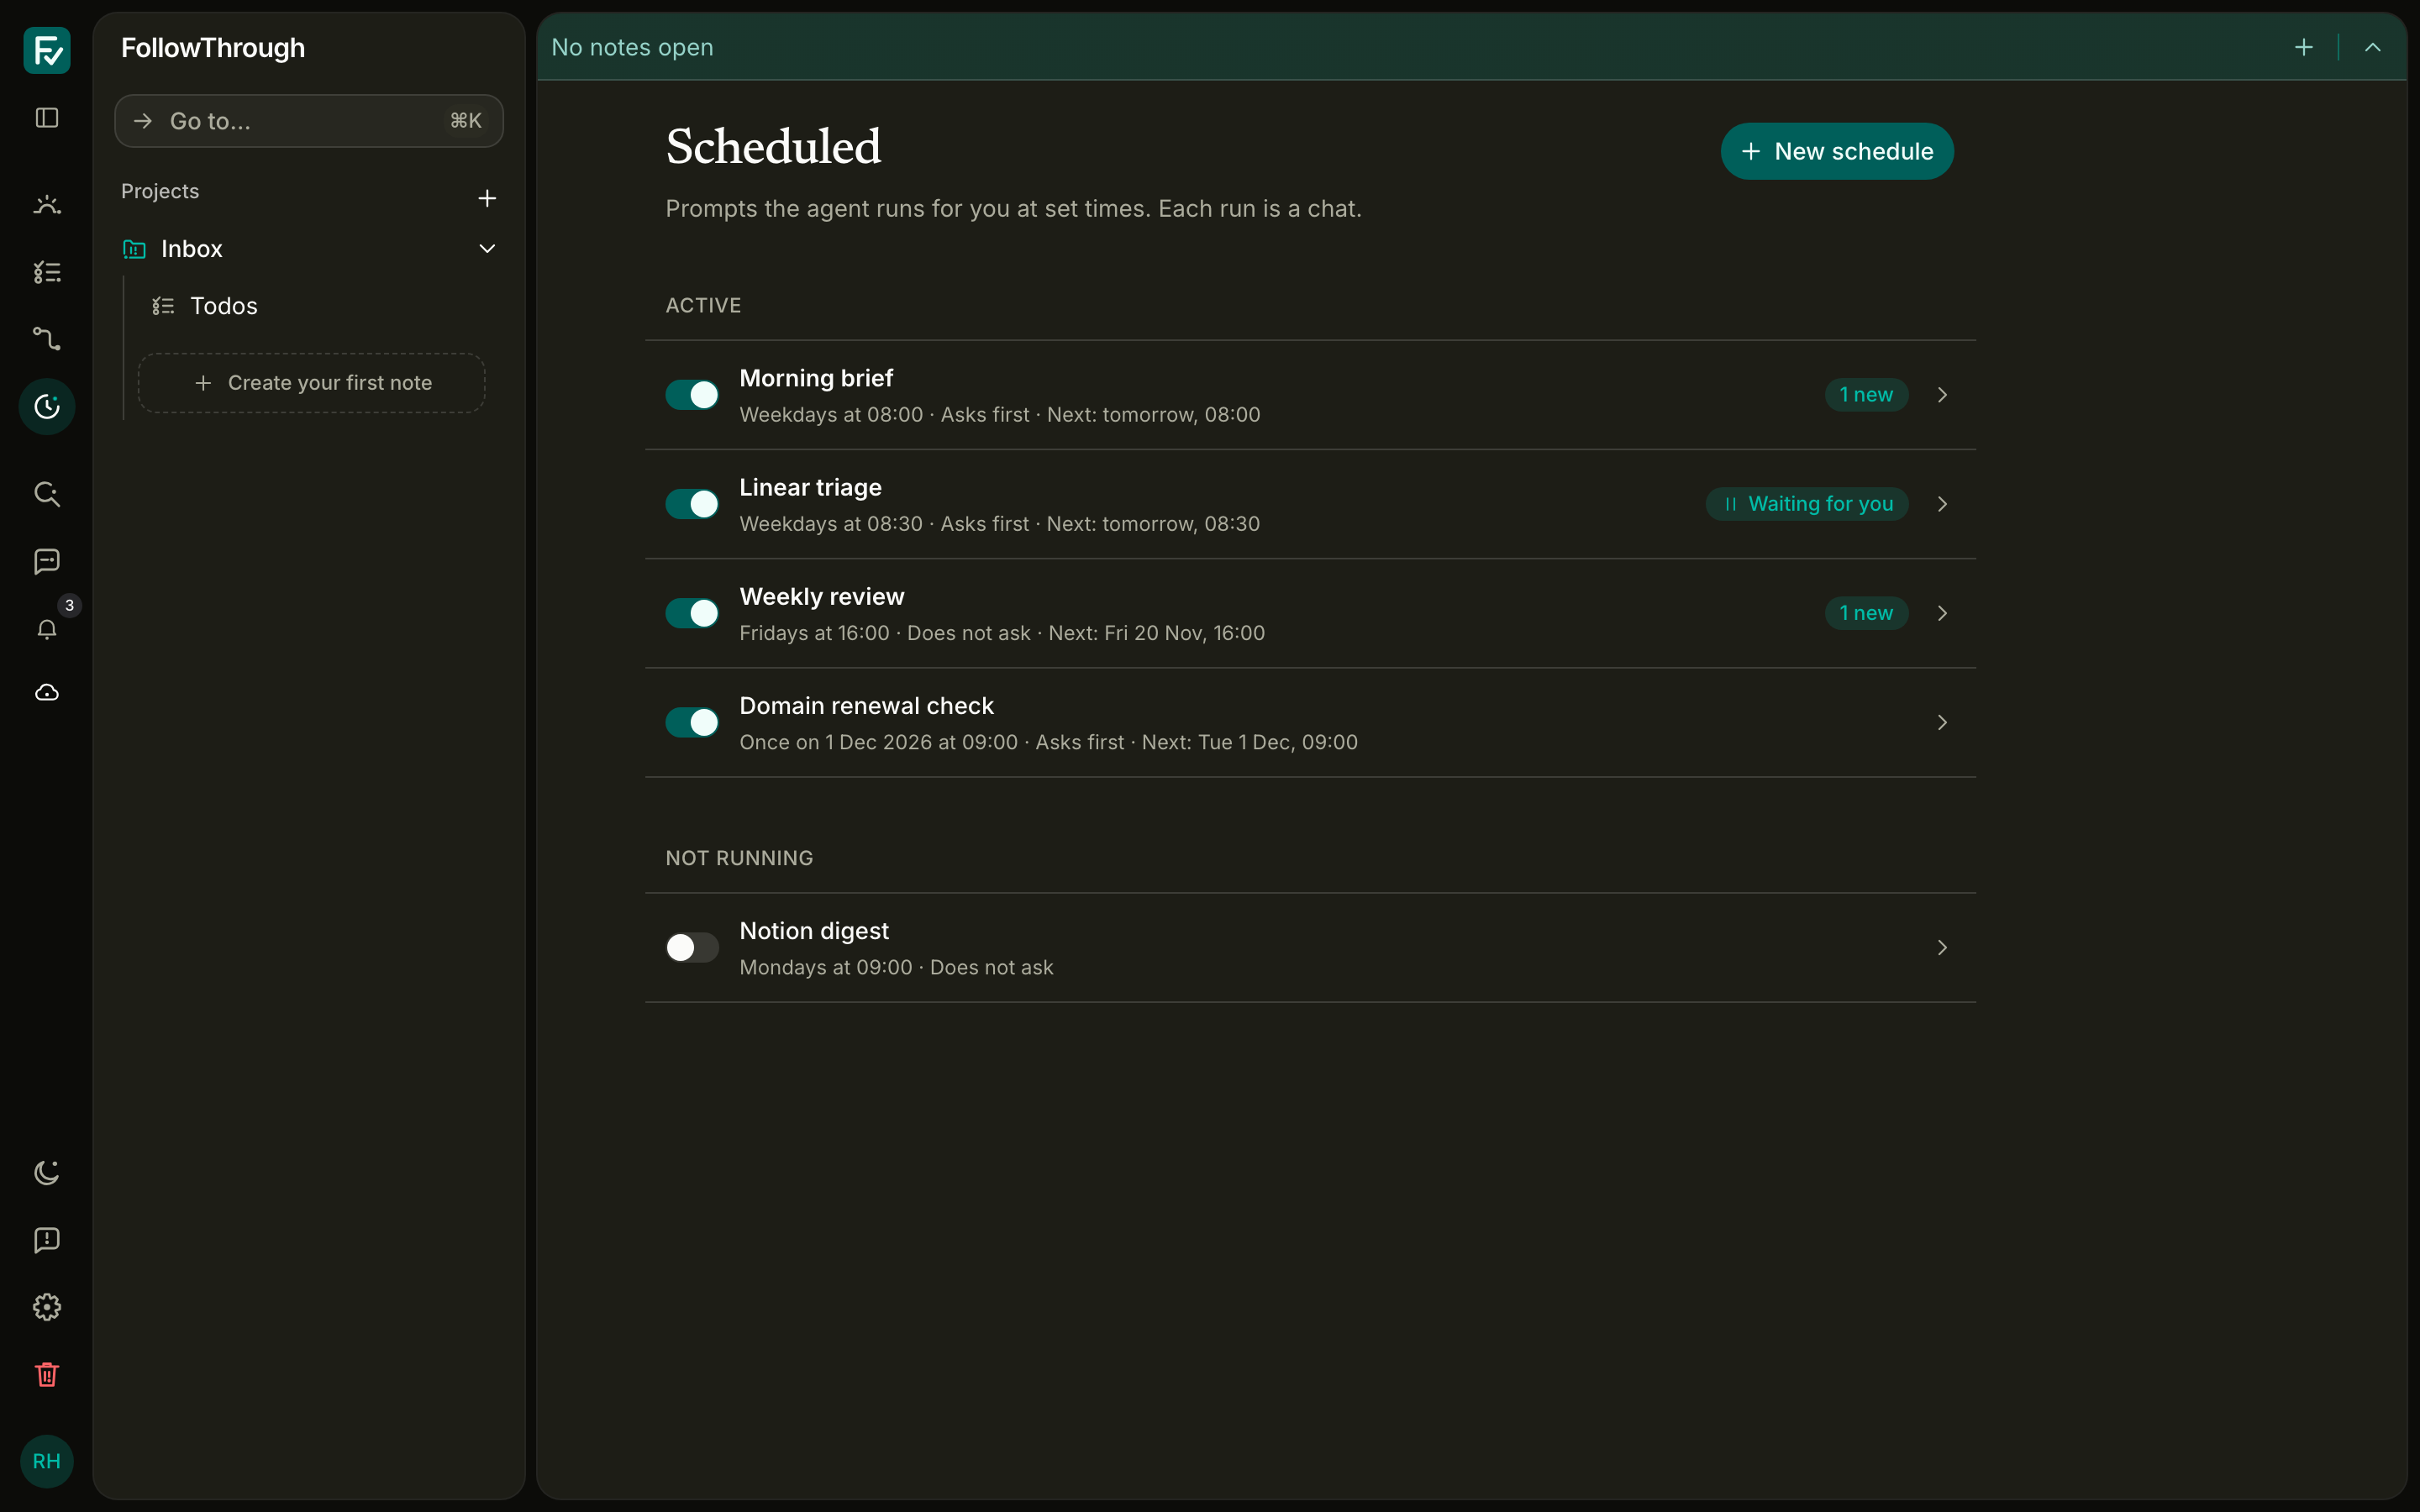 FollowThrough
Go to...
⌘K
Projects
Inbox
Todos
Create your first note
3
RH
No notes open
Scheduled
New schedule
Prompts the agent runs for you at set times. Each run is a chat.
ACTIVE
Morning brief
Weekdays at 08:00 · Asks first · Next: tomorrow, 08:00
1 new
Linear triage
Weekdays at 08:30 · Asks first · Next: tomorrow, 08:30
Waiting for you
Weekly review
Fridays at 16:00 · Does not ask · Next: Fri 20 Nov, 16:00
1 new
Domain renewal check
Once on 1 Dec 2026 at 09:00 · Asks first · Next: Tue 1 Dec, 09:00
NOT RUNNING
Notion digest
Mondays at 09:00 · Does not ask